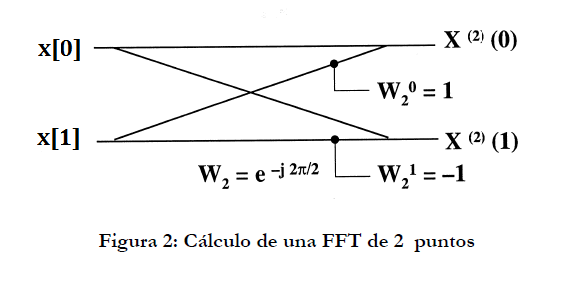 x[0]
X (2) (0)
W2^0 = 1
x[1]
X (2) (1)
W2 = e^-j 2π/2
W2^1 = –1
Figura 2: Cálculo de una FFT de 2 puntos